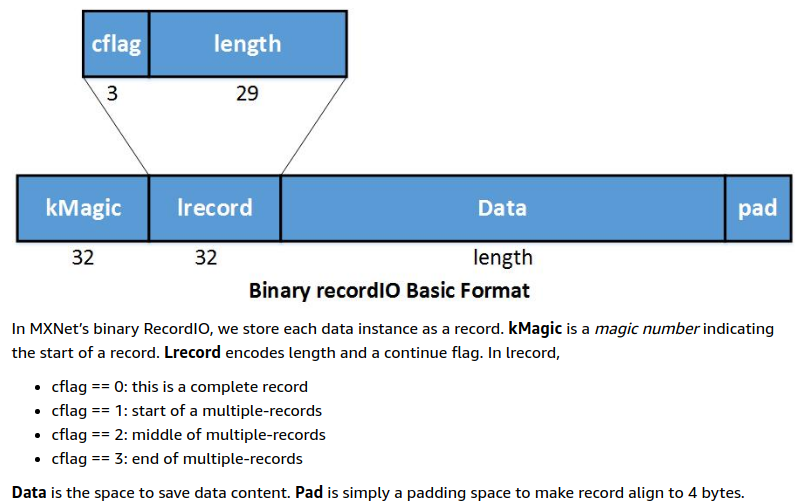 cflag length
3 29
kMagic lrecord Data pad
32 32 length
Binary recordIO Basic Format
In MXNet’s binary RecordIO, we store each data instance as a record. kMagic is a magic number indicating
the start of a record. Lrecord encodes length and a continue flag. In lrecord,
• cflag == 0: this is a complete record
• cflag == 1: start of a multiple-records
• cflag == 2: middle of multiple-records
• cflag == 3: end of multiple-records
Data is the space to save data content. Pad is simply a padding space to make record align to 4 bytes.